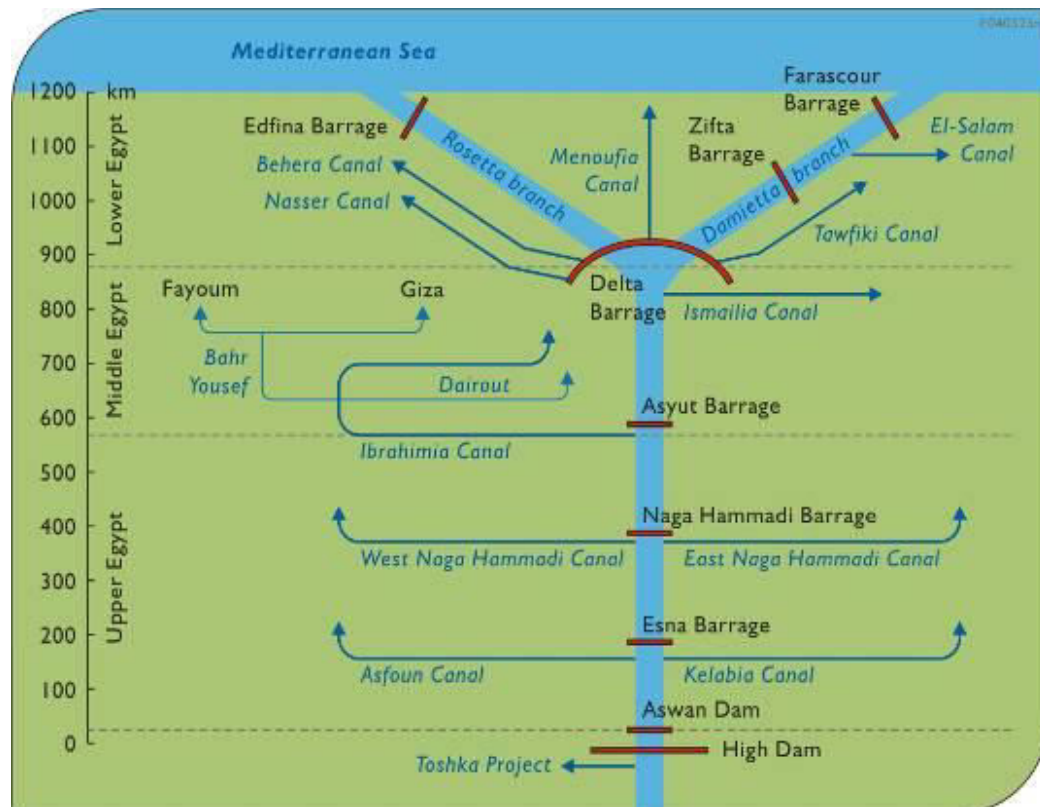 Mediterranean Sea
1200 km
1100
1000
900
800
700
600
500
400
300
200
100
0
Lower Egypt
Middle Egypt
Upper Egypt
Farascour
Barrage
Edfina Barrage
Zifta
Barrage
El-Salam
Canal
Rosetta branch
Damietta branch
Menoufia
Canal
Behera Canal
Nasser Canal
Tawfiki Canal
Fayoum
Giza
Delta
Barrage
Ismailia Canal
Bahr
Yousef
Dairout
Asyut Barrage
Ibrahimia Canal
Naga Hammadi Barrage
West Naga Hammadi Canal
East Naga Hammadi Canal
Esna Barrage
Asfoun Canal
Kelabia Canal
Aswan Dam
High Dam
Toshka Project